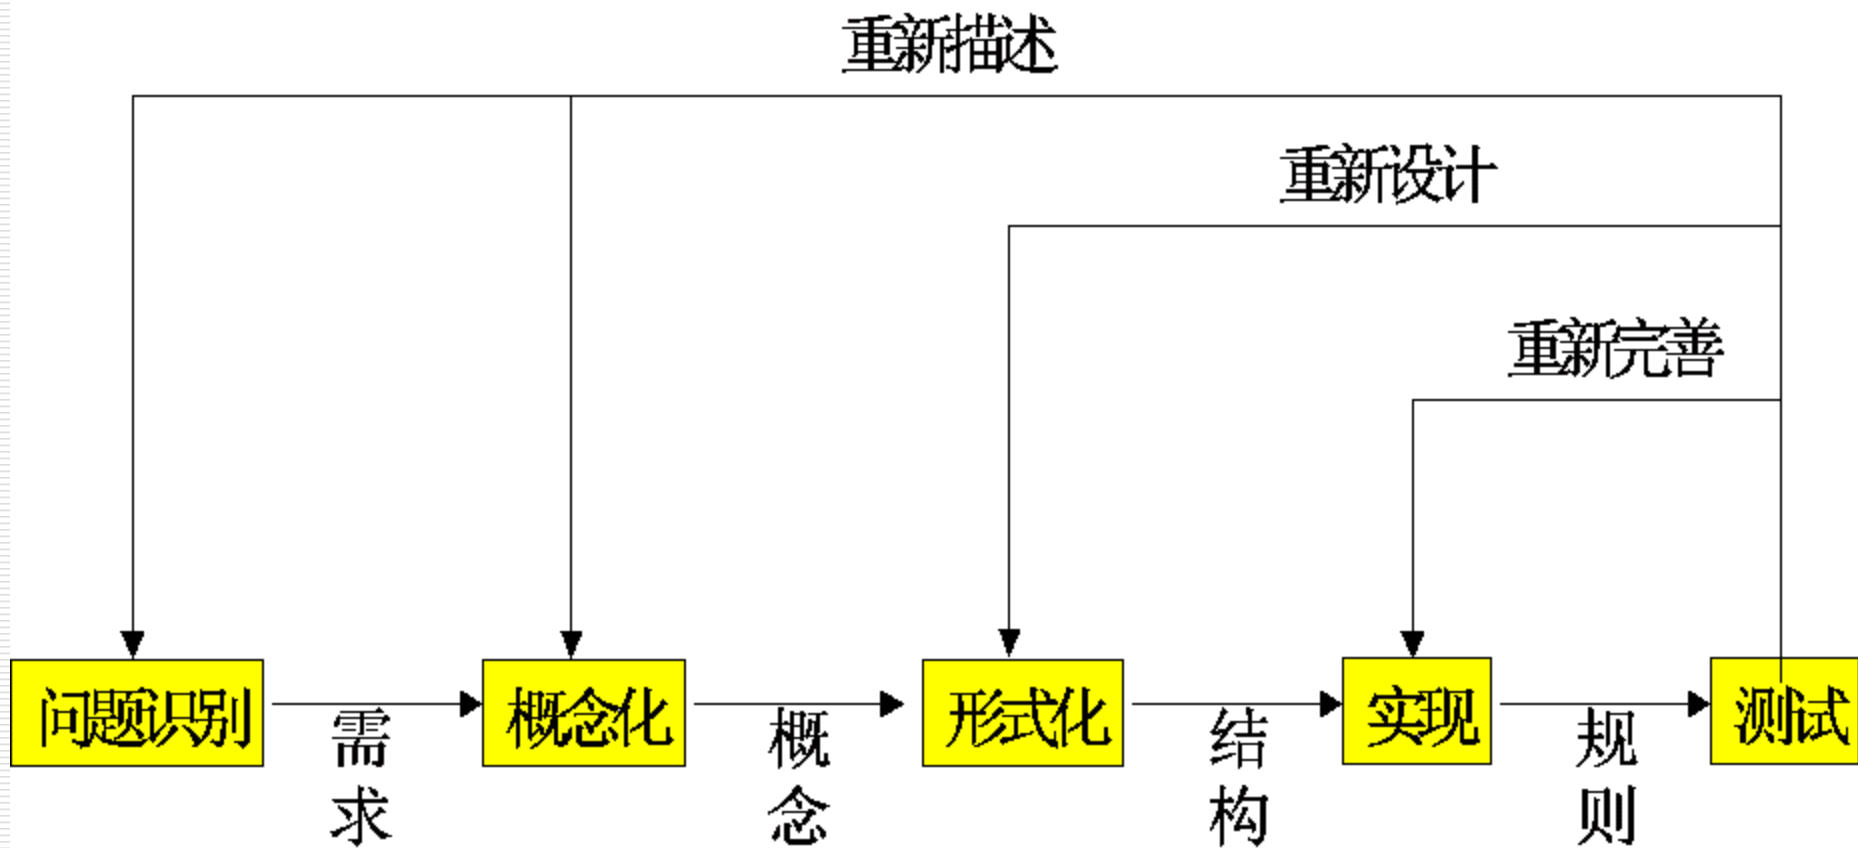 重新描述
重新设计
重新完善
问题识别
需求
概念化
概念
形式化
结构
实现
规则
测试